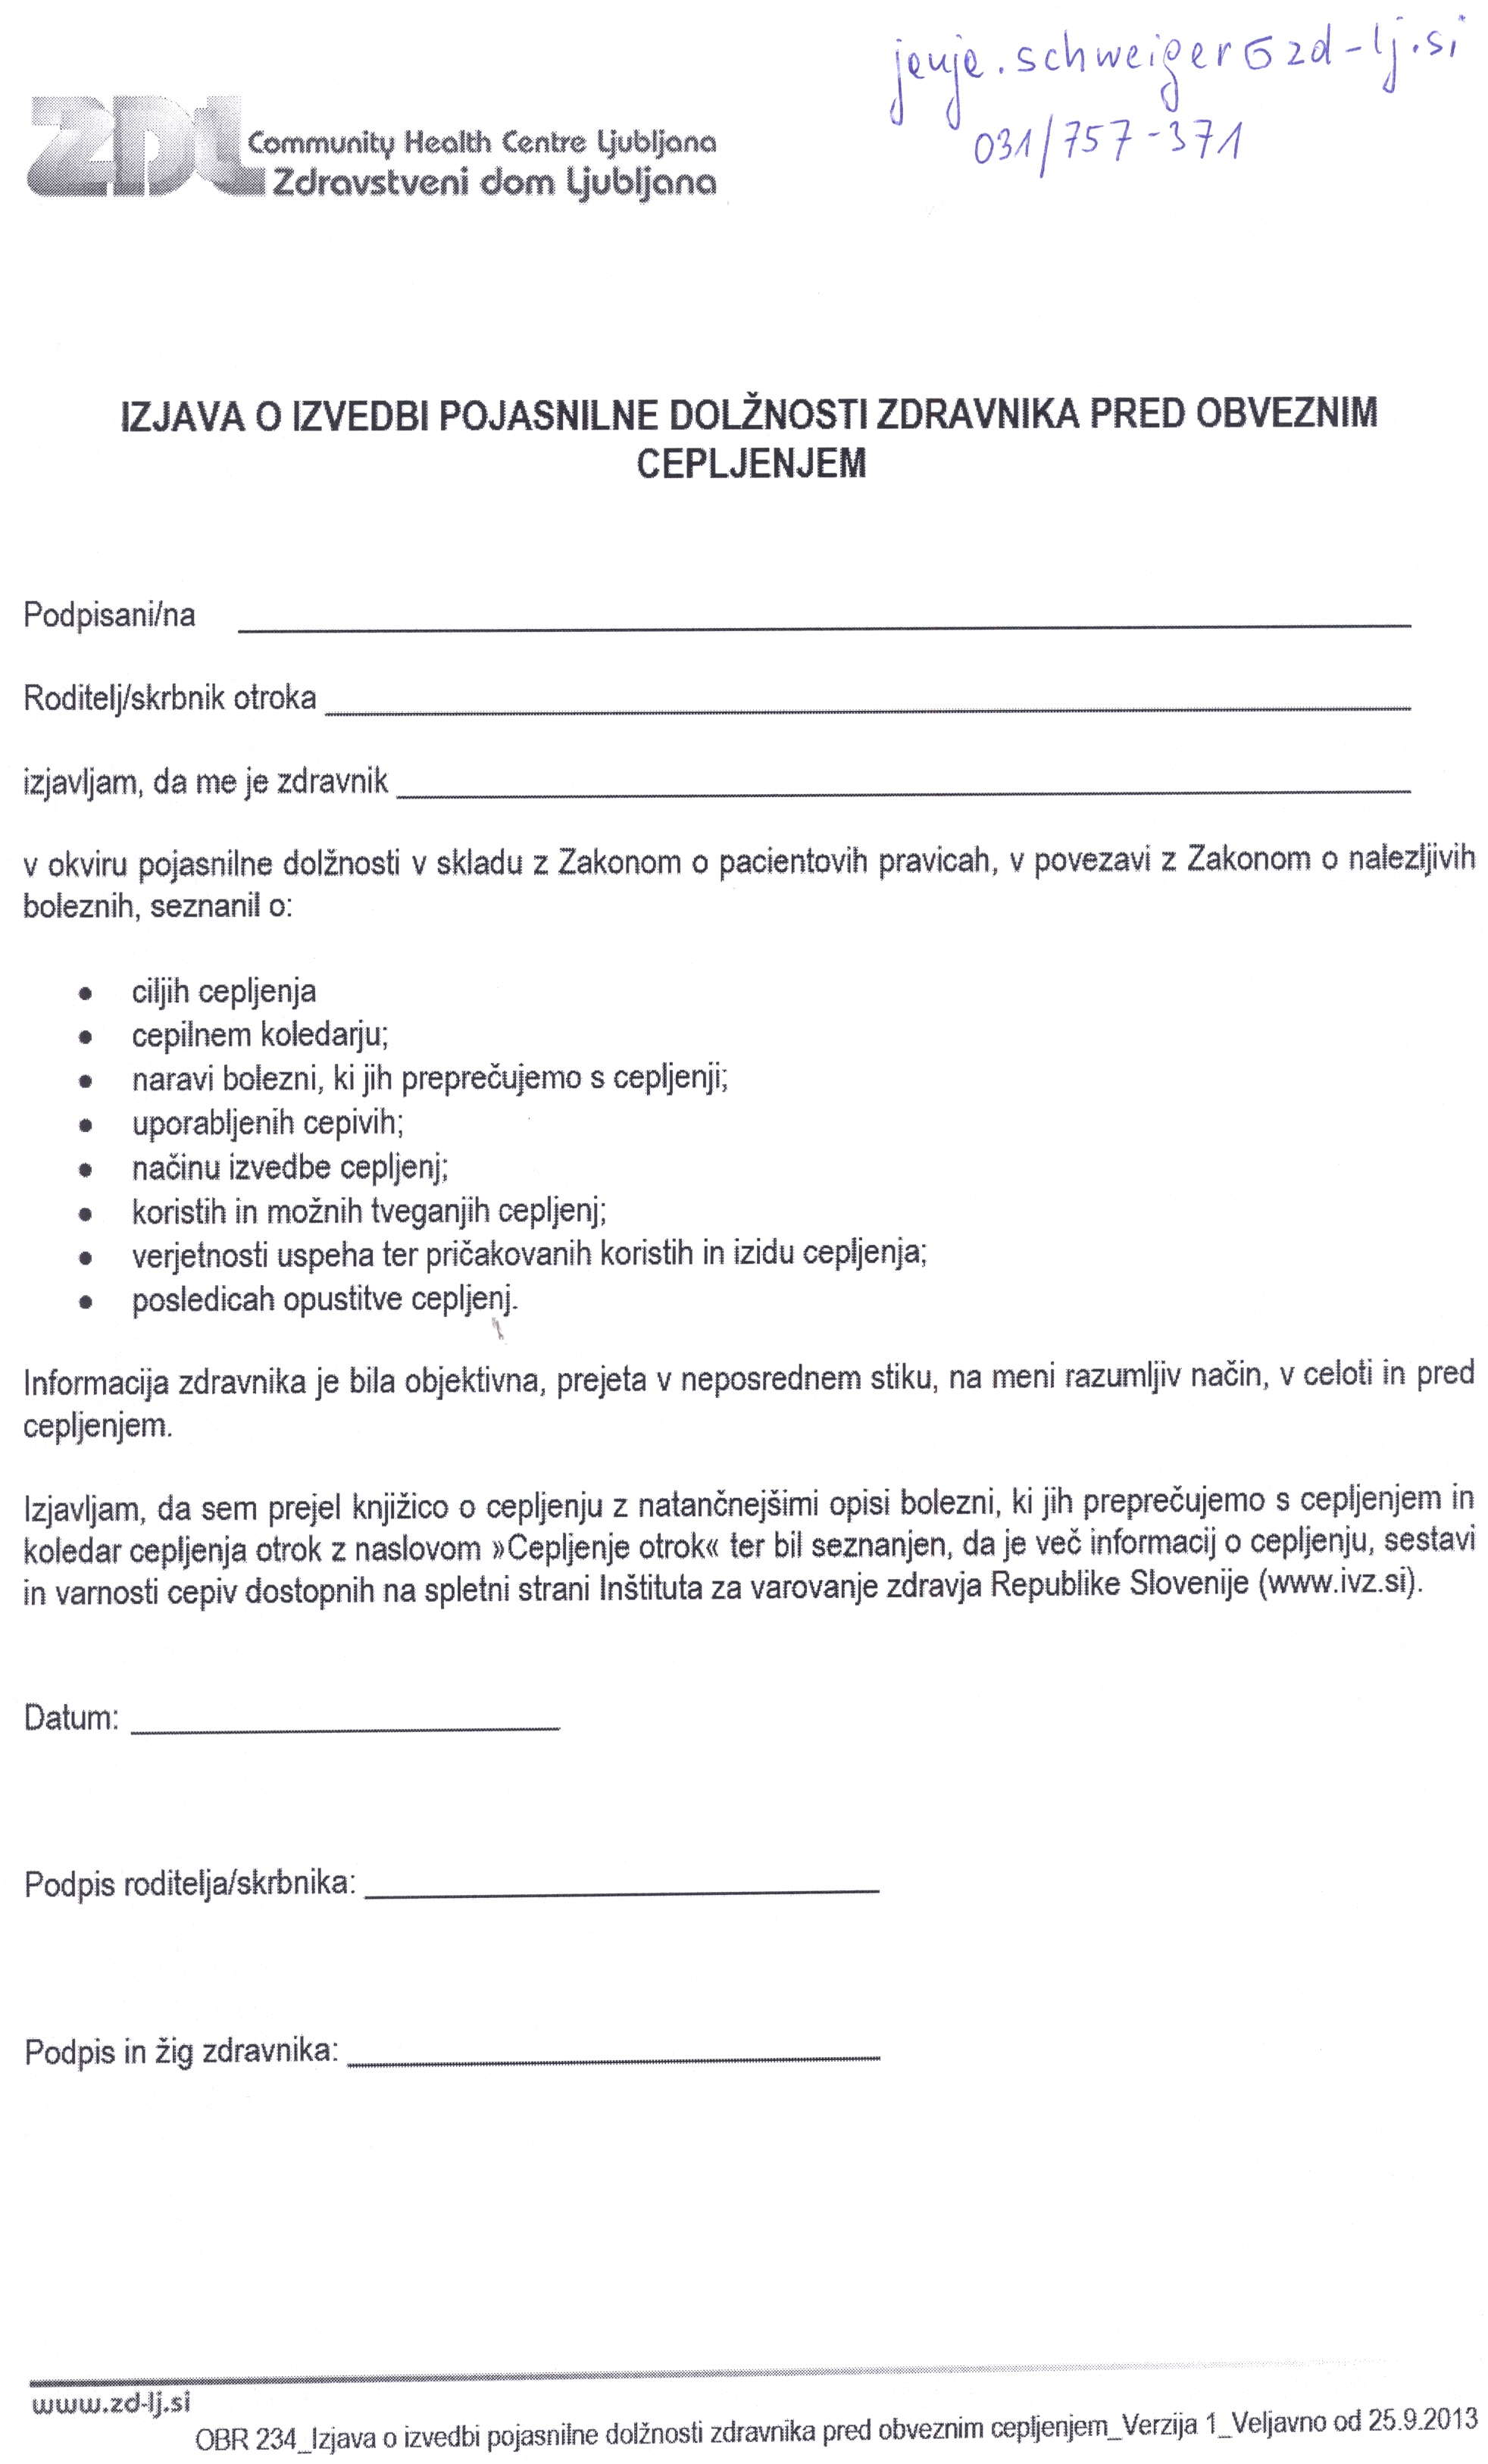 jenje.schweiger@zd-lj.si
031/757-371
ZDL
Community Health Centre Ljubljana
Zdravstveni dom Ljubljana
IZJAVA O IZVEDBI POJASNILNE DOLŽNOSTI ZDRAVNIKA PRED OBVEZNIM
CEPLJENJEM
Podpisani/na
Roditelj/skrbnik otroka
izjavljam, da me je zdravnik
v okviru pojasnilne dolžnosti v skladu z Zakonom o pacientovih pravicah, v povezavi z Zakonom o nalezljivih
boleznih, seznanil o:
• ciljih cepljenja
• cepilnem koledarju;
• naravi bolezni, ki jih preprečujemo s cepljenji;
• uporabljenih cepivih;
• načinu izvedbe cepljenj;
• koristih in možnih tveganjih cepljenj;
• verjetnosti uspeha ter pričakovanih koristih in izidu cepljenja;
• posledicah opustitve cepljenj.
Informacija zdravnika je bila objektivna, prejeta v neposrednem stiku, na meni razumljiv način, v celoti in pred
cepljenjem.
Izjavljam, da sem prejel knjižico o cepljenju z natančnejšimi opisi bolezni, ki jih preprečujemo s cepljenjem in
koledar cepljenja otrok z naslovom »Cepljenje otrok« ter bil seznanjen, da je več informacij o cepljenju, sestavi
in varnosti cepiv dostopnih na spletni strani Inštituta za varovanje zdravja Republike Slovenije (www.ivz.si).
Datum:
Podpis roditelja/skrbnika:
Podpis in žig zdravnika:
www.zd-lj.si
OBR 234_Izjava o izvedbi pojasnilne dolžnosti zdravnika pred obveznim cepljenjem_Verzija 1_Veljavno od 25.9.2013